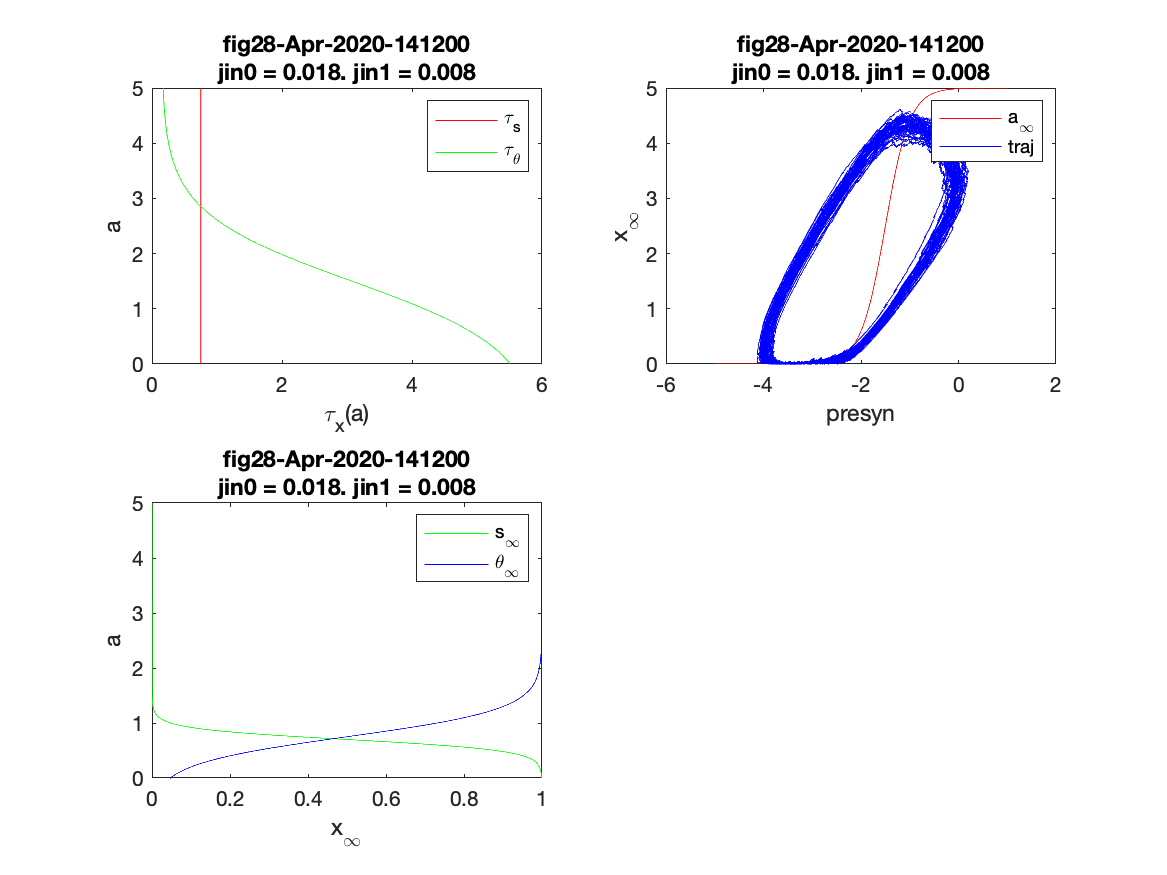 fig28-Apr-2020-141200
jin0 = 0.018. jin1 = 0.008
5
4
3
2
1
0
a
τs
τθ
0 2 4 6
τx(a)
fig28-Apr-2020-141200
jin0 = 0.018. jin1 = 0.008
5
4
3
2
1
0
x∞
a∞
traj
-6 -4 -2 0 2
presyn
fig28-Apr-2020-141200
jin0 = 0.018. jin1 = 0.008
5
4
3
2
1
0
a
s∞
θ∞
0 0.2 0.4 0.6 0.8 1
x∞